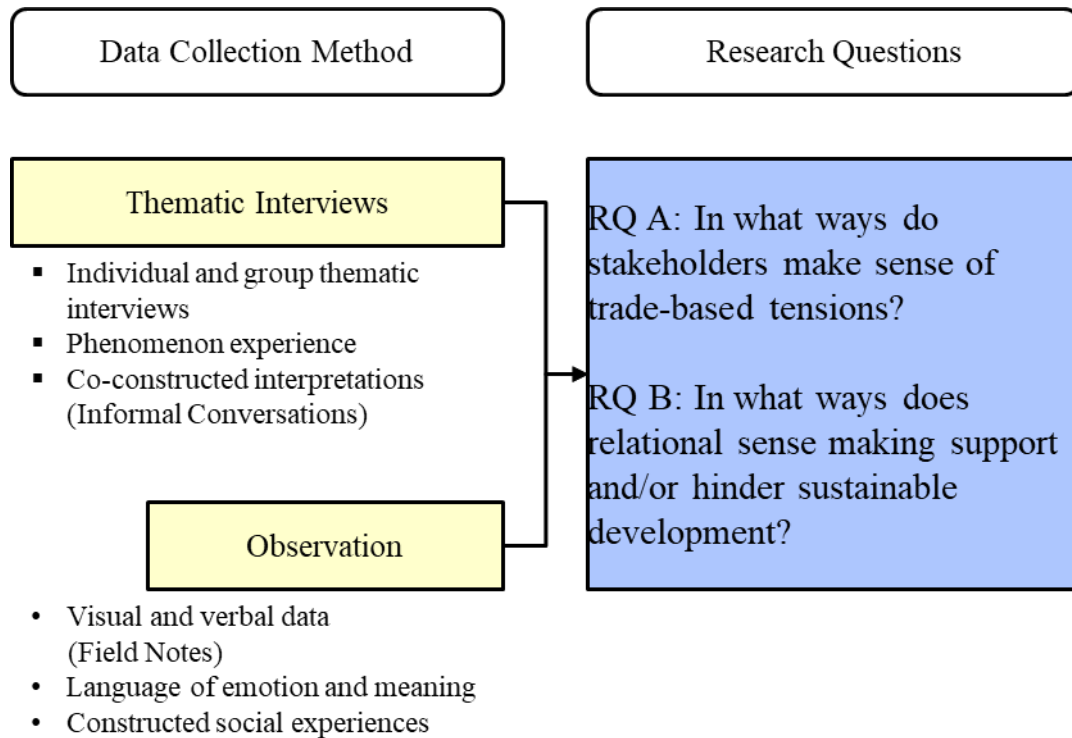 Data Collection Method
Research Questions
Thematic Interviews
▪ Individual and group thematic
interviews
▪ Phenomenon experience
▪ Co-constructed interpretations
(Informal Conversations)
Observation
• Visual and verbal data
(Field Notes)
• Language of emotion and meaning
• Constructed social experiences
RQ A: In what ways do
stakeholders make sense of
trade-based tensions?
RQ B: In what ways does
relational sense making support
and/or hinder sustainable
development?